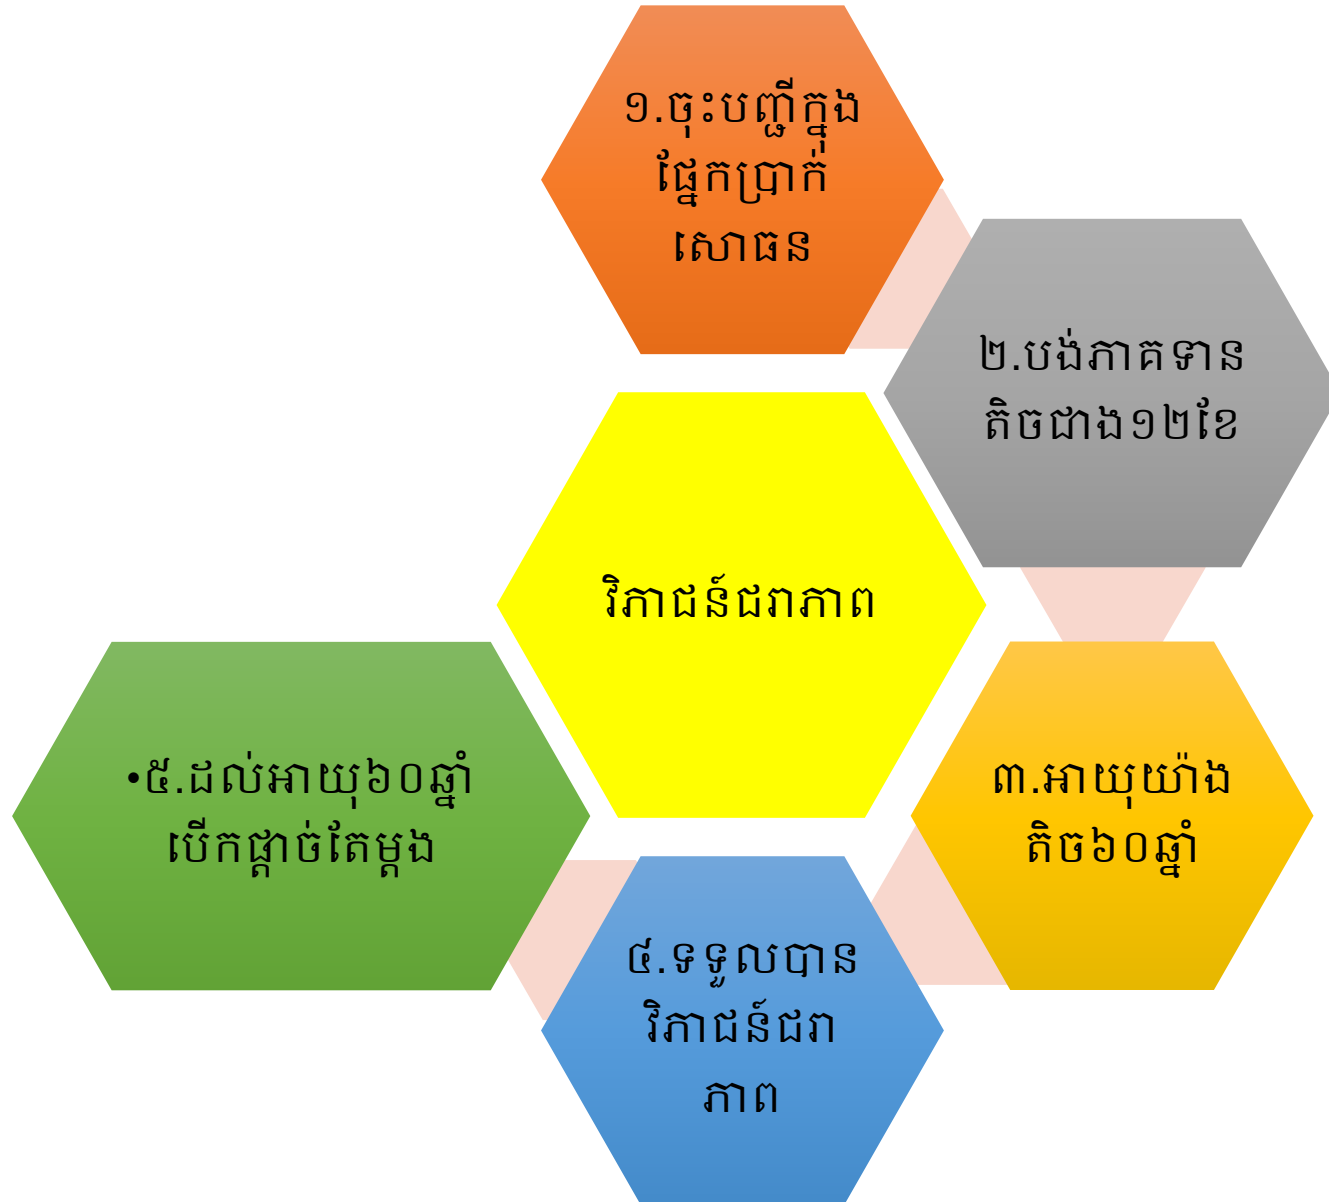 ១.ចុះបញ្ជីក្នុង
ផ្នែកប្រាក់
សោធន
២.បង់ភាគទាន
តិចជាង១២ខែ
វិភាជន៍ជរាភាព
៣.អាយុយ៉ាង
តិច៦០ឆ្នាំ
៤.ទទួលបាន
វិភាជន៍ជរា
ភាព
•៥.ដល់អាយុ៦០ឆ្នាំ
បើកផ្តាច់តែម្តង